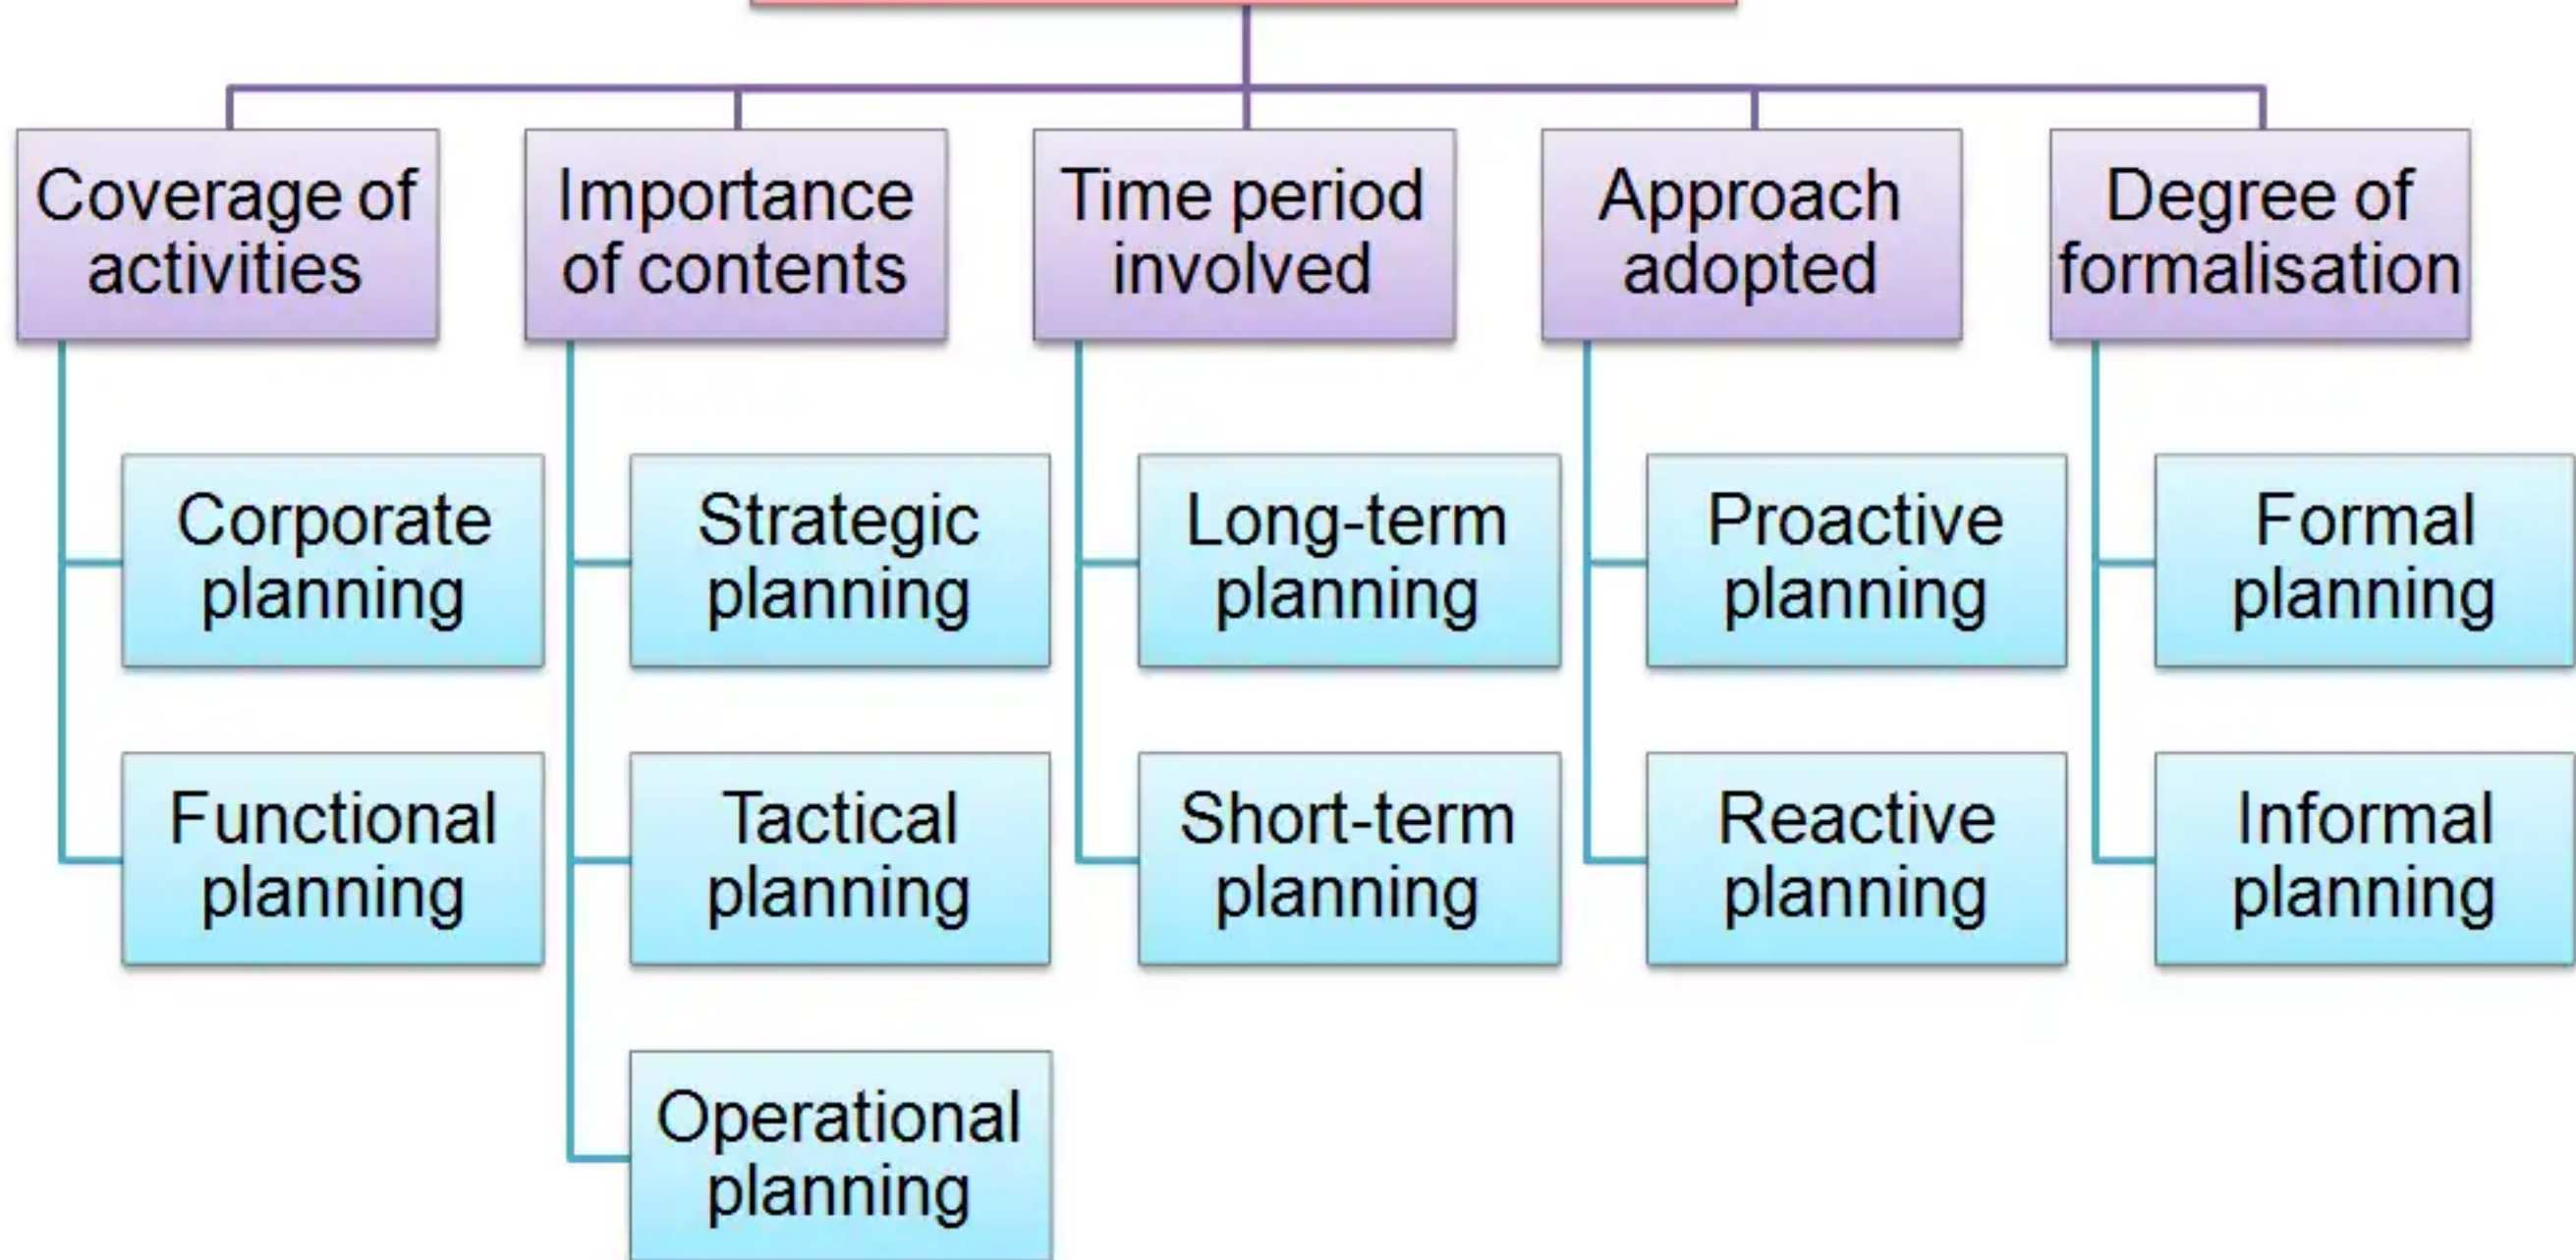 Coverage of
activities
Importance
of contents
Time period
involved
Approach
adopted
Degree of
formalisation
Corporate
planning
Functional
planning
Strategic
planning
Tactical
planning
Operational
planning
Long-term
planning
Short-term
planning
Proactive
planning
Reactive
planning
Formal
planning
Informal
planning